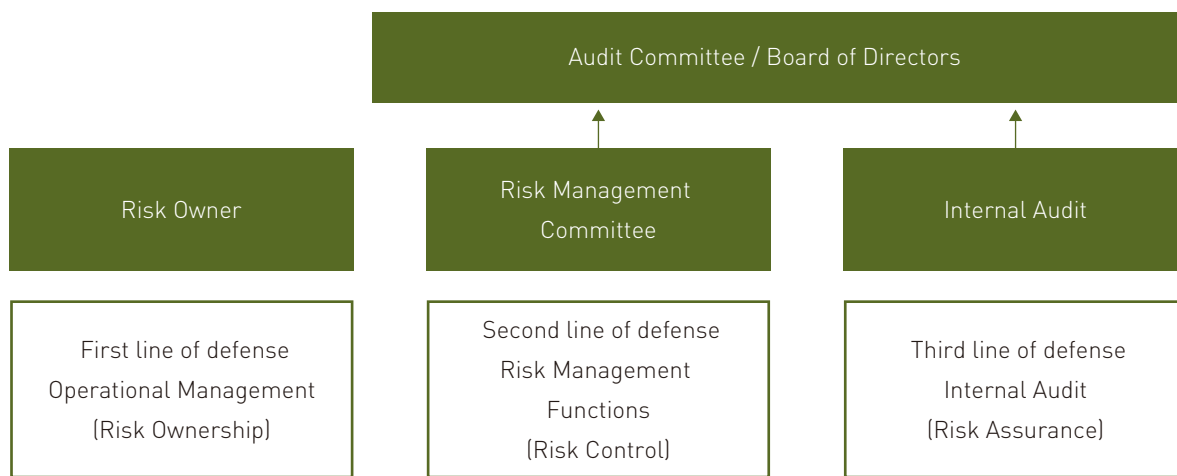 Audit Committee / Board of Directors
Risk Owner
Risk Management
Committee
Internal Audit
First line of defense
Operational Management
(Risk Ownership)
Second line of defense
Risk Management
Functions
(Risk Control)
Third line of defense
Internal Audit
(Risk Assurance)